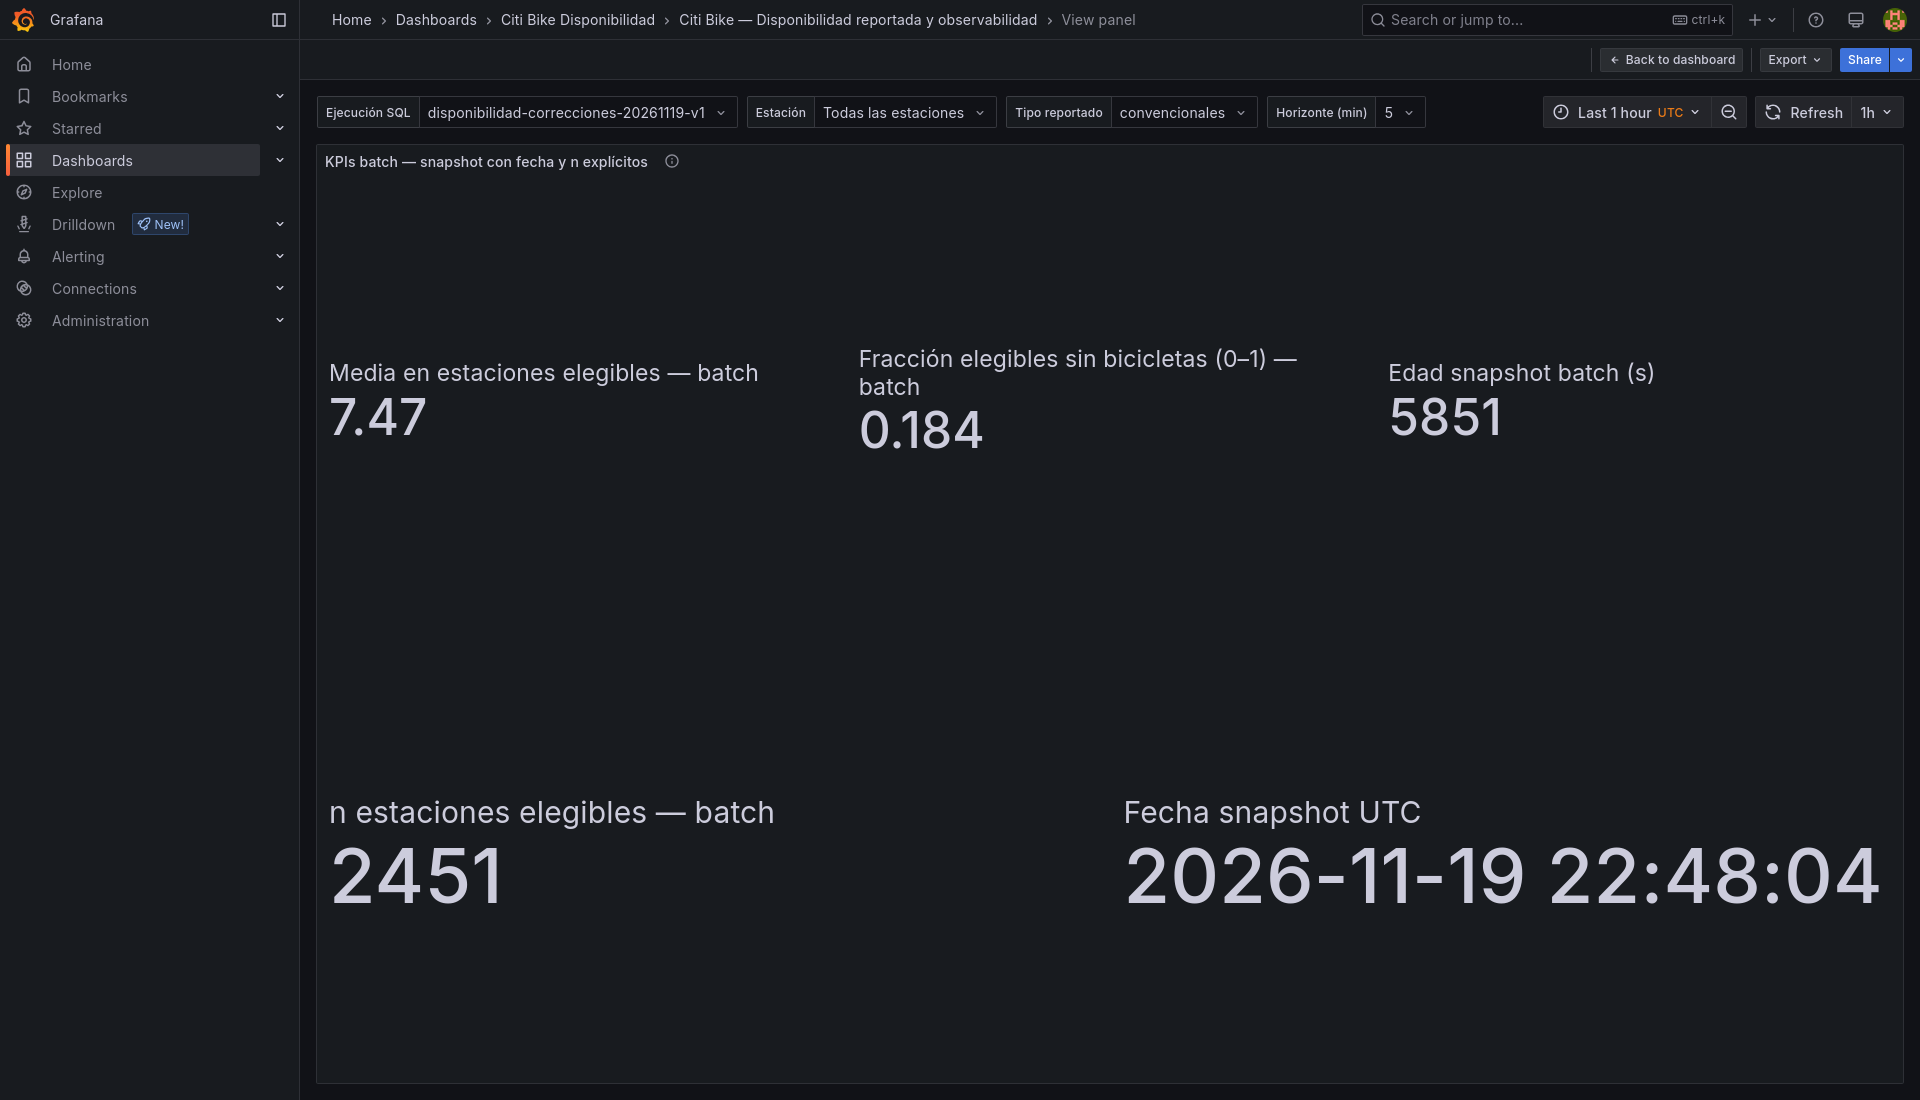 Grafana
Home › Dashboards › Citi Bike Disponibilidad › Citi Bike — Disponibilidad reportada y observabilidad › View panel
Search or jump to... ctrl+k
Back to dashboard
Export
Share
Home
Bookmarks
Starred
Dashboards
Explore
Drilldown New!
Alerting
Connections
Administration
Ejecución SQL disponibilidad-correcciones-20261119-v1
Estación Todas las estaciones
Tipo reportado convencionales
Horizonte (min) 5
Last 1 hour UTC
Refresh 1h
KPIs batch — snapshot con fecha y n explícitos
Media en estaciones elegibles — batch
7.47
Fracción elegibles sin bicicletas (0–1) —
batch
0.184
Edad snapshot batch (s)
5851
n estaciones elegibles — batch
2451
Fecha snapshot UTC
2026-11-19 22:48:04